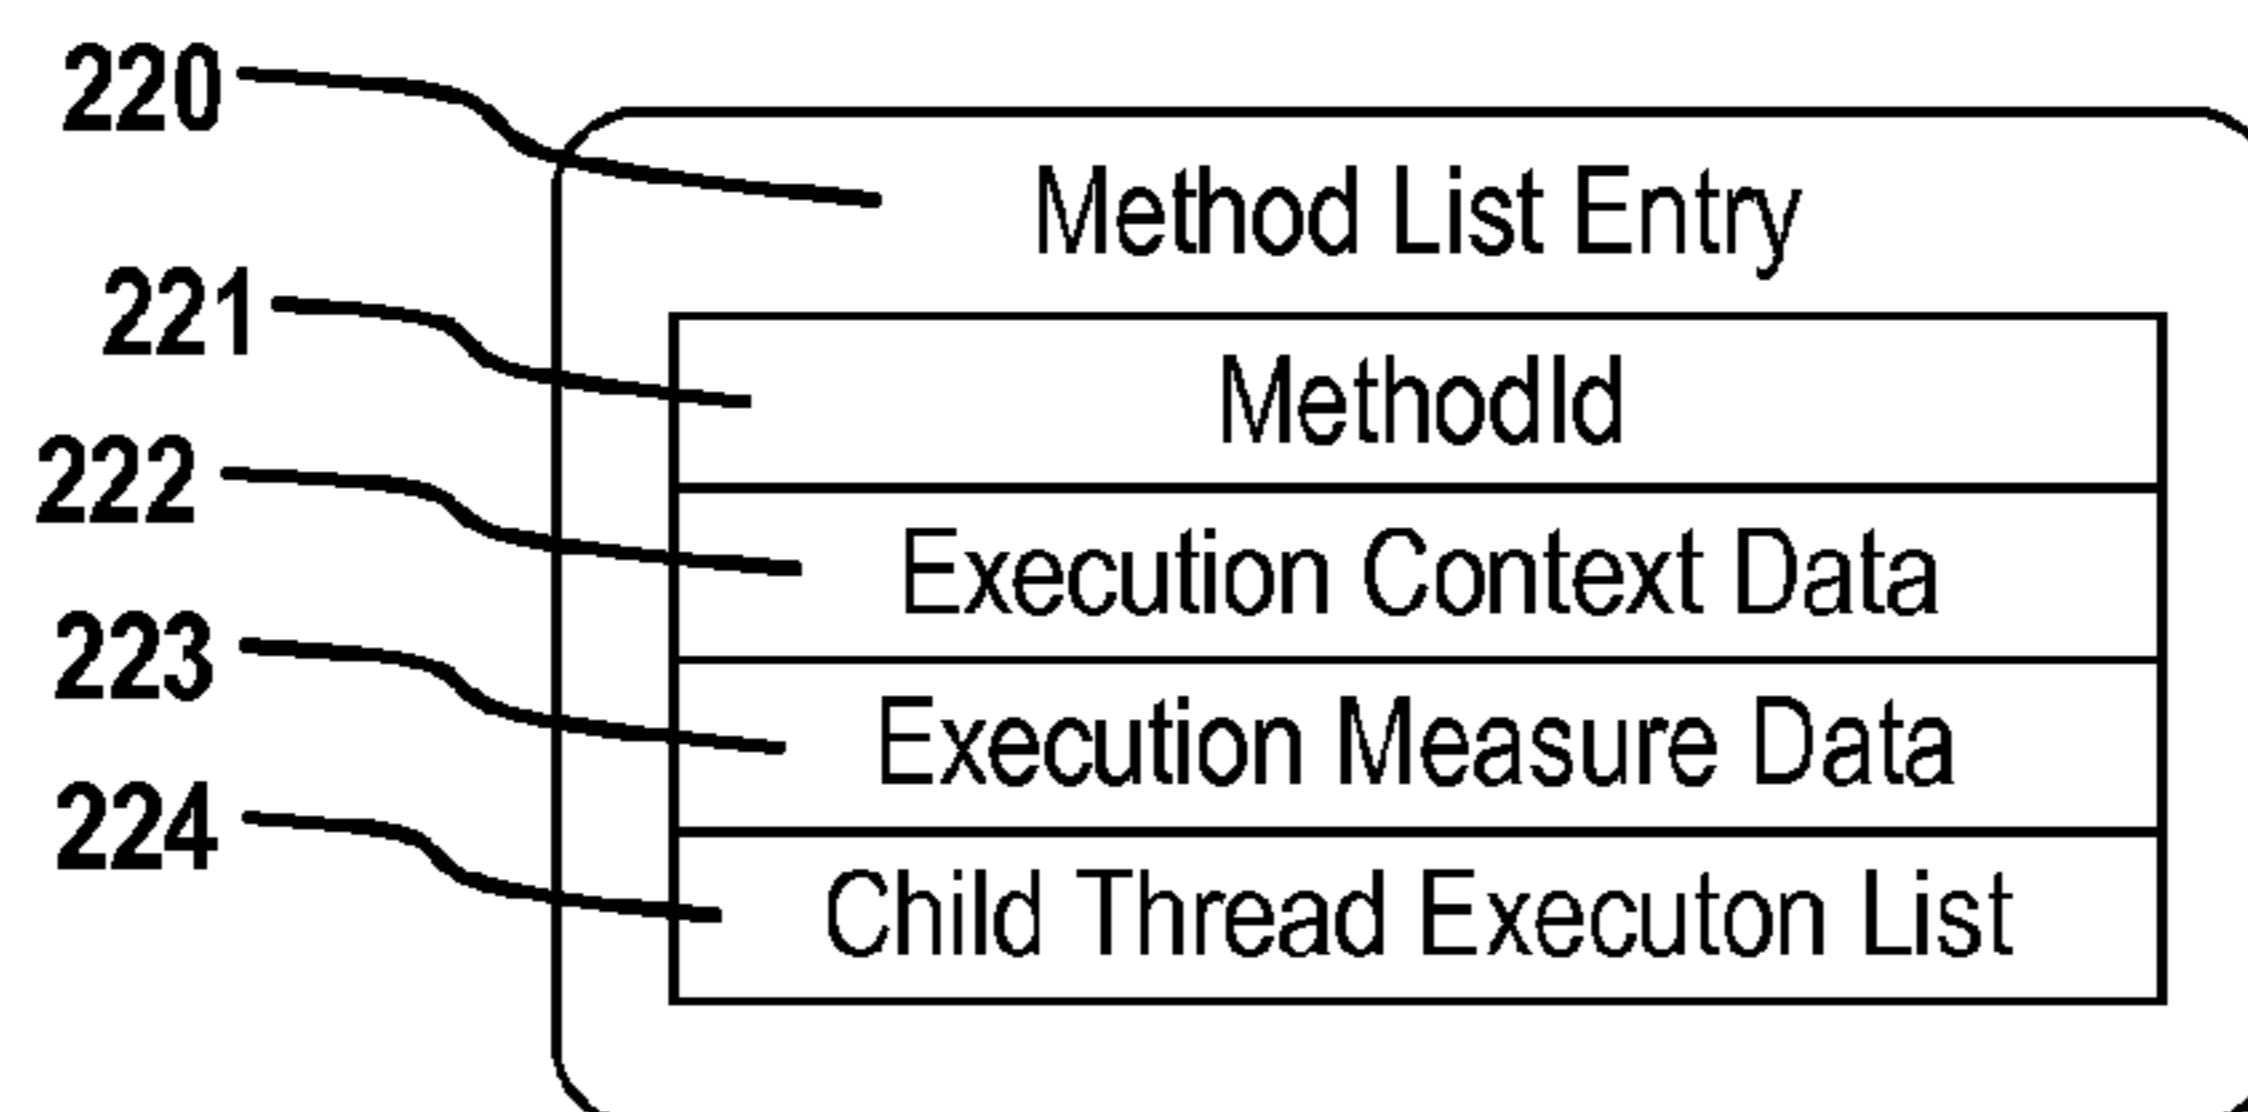 220
Method List Entry
221
MethodId
222
Execution Context Data
223
Execution Measure Data
224
Child Thread Executon List